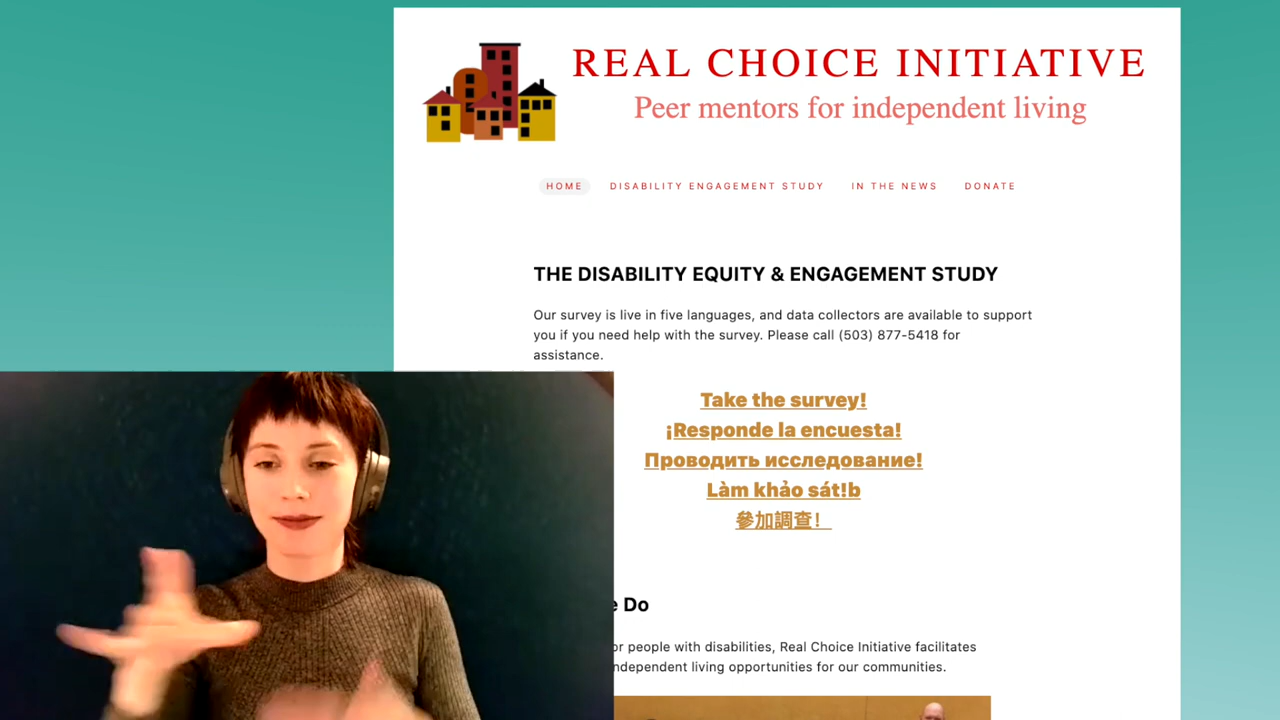 REAL CHOICE INITIATIVE
Peer mentors for independent living
HOME DISABILITY ENGAGEMENT STUDY IN THE NEWS DONATE
THE DISABILITY EQUITY & ENGAGEMENT STUDY
Our survey is live in five languages, and data collectors are available to support
you if you need help with the survey. Please call (503) 877-5418 for
assistance.
Take the survey!
¡Responde la encuesta!
Проводить исследование!
Làm khảo sát!b
參加調查！
Do
people with disabilities, Real Choice Initiative facilitates
independent living opportunities for our communities.